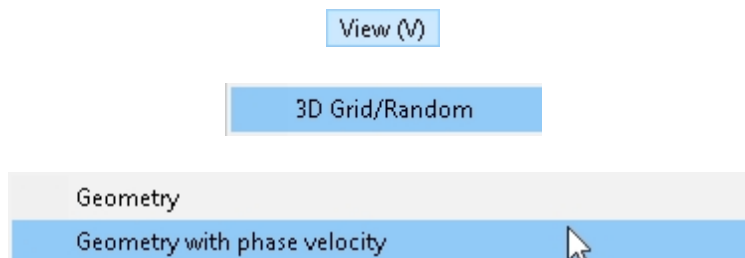 View (V)
3D Grid/Random
Geometry
Geometry with phase velocity